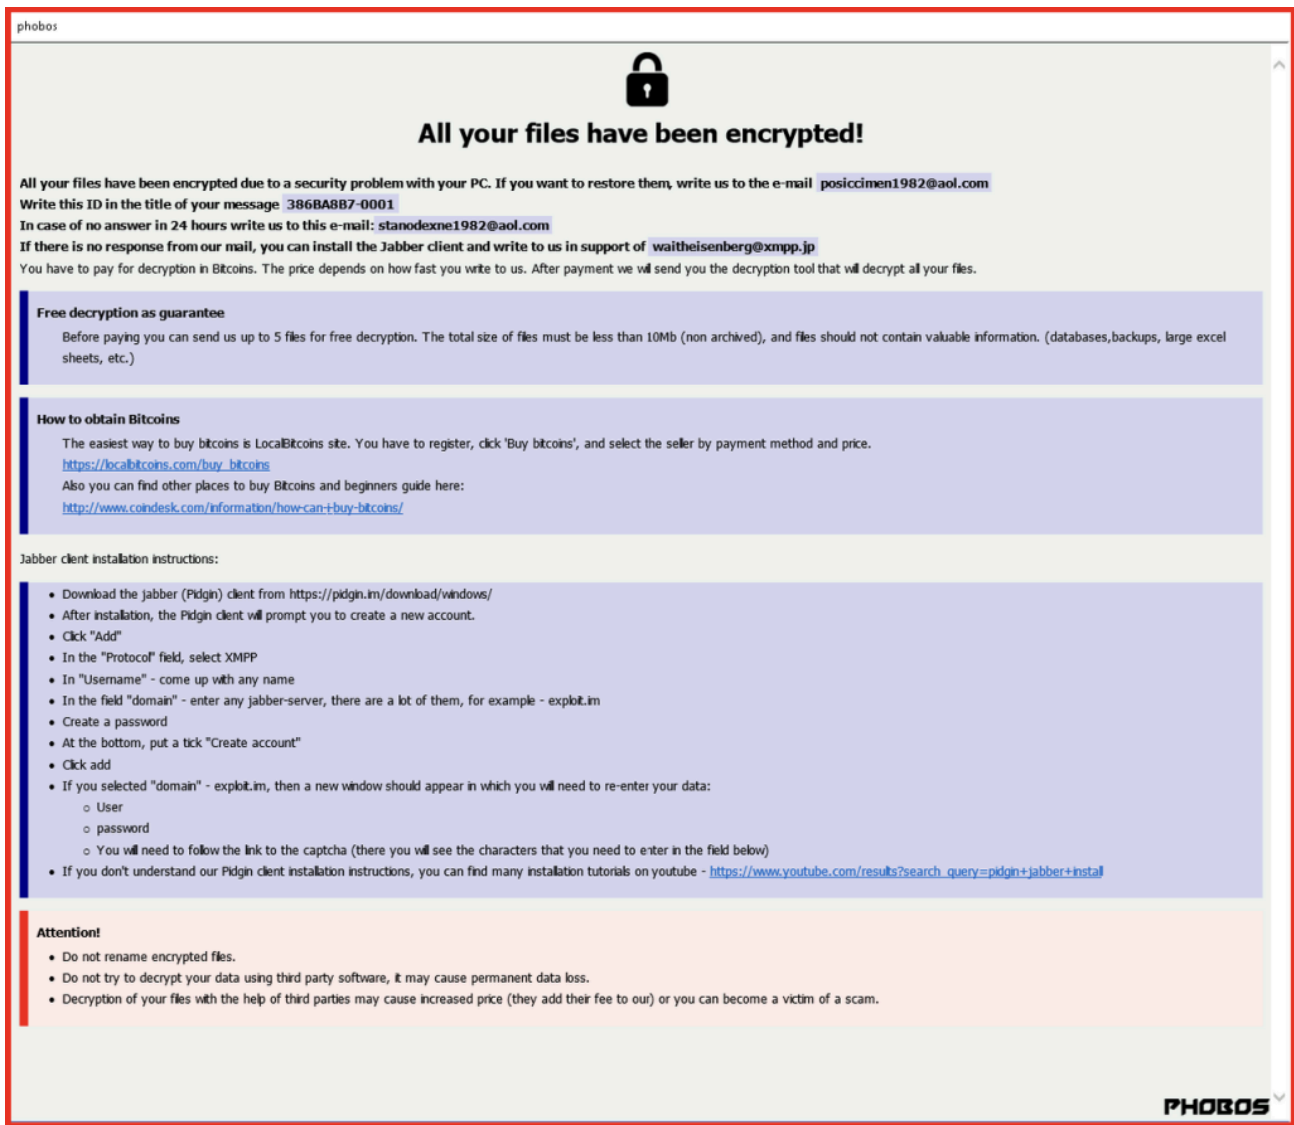 phobos
All your files have been encrypted!
All your files have been encrypted due to a security problem with your PC. If you want to restore them, write us to the e-mail posiccimen1982@aol.com
Write this ID in the title of your message 386BA8B7-0001
In case of no answer in 24 hours write us to this e-mail: stanodexne1982@aol.com
If there is no response from our mail, you can install the Jabber client and write to us in support of waitheisenberg@xmpp.jp
You have to pay for decryption in Bitcoins. The price depends on how fast you write to us. After payment we will send you the decryption tool that will decrypt all your files.
Free decryption as guarantee
Before paying you can send us up to 5 files for free decryption. The total size of files must be less than 10Mb (non archived), and files should not contain valuable information. (databases,backups, large excel
sheets, etc.)
How to obtain Bitcoins
The easiest way to buy bitcoins is LocalBitcoins site. You have to register, click 'Buy bitcoins', and select the seller by payment method and price.
https://localbitcoins.com/buy_bitcoins
Also you can find other places to buy Bitcoins and beginners guide here:
http://www.coindesk.com/information/how-can-i-buy-bitcoins/
Jabber client installation instructions:
• Download the jabber (Pidgin) client from https://pidgin.im/download/windows/
• After installation, the Pidgin client will prompt you to create a new account.
• Click "Add"
• In the "Protocol" field, select XMPP
• In "Username" - come up with any name
• In the field "domain" - enter any jabber-server, there are a lot of them, for example - exploit.im
• Create a password
• At the bottom, put a tick "Create account"
• Click add
• If you selected "domain" - exploit.im, then a new window should appear in which you will need to re-enter your data:
○ User
○ password
○ You will need to follow the link to the captcha (there you will see the characters that you need to enter in the field below)
• If you don't understand our Pidgin client installation instructions, you can find many installation tutorials on youtube - https://www.youtube.com/results?search_query=pidgin+jabber+install
Attention!
• Do not rename encrypted files.
• Do not try to decrypt your data using third party software, it may cause permanent data loss.
• Decryption of your files with the help of third parties may cause increased price (they add their fee to our) or you can become a victim of a scam.
PHOBOS